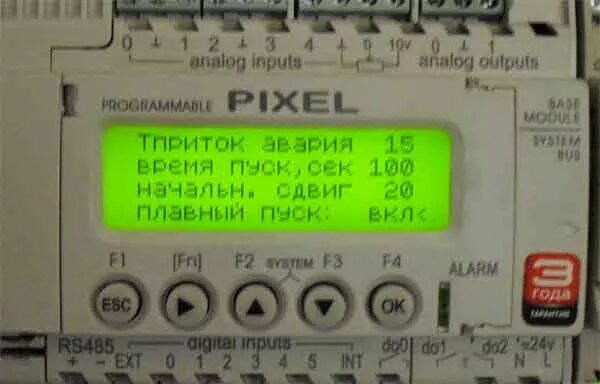 0 1 2 3 4 0 10v 0 1
analog inputs analog outputs
PROGRAMMABLE PIXEL
BASE MODULE
SYSTEM BUS
Тприток авария 15
время пуск,сек 100
начальн. сдвиг 20
плавный пуск: вкл<
F1 [Fn] F2 SYSTEM F3 F4
ALARM
ESC OK
3 года
гарантия
RS485 digital inputs do0 do1 do2 ≂24v
+ - EXT 0 1 2 3 4 5 INT N L